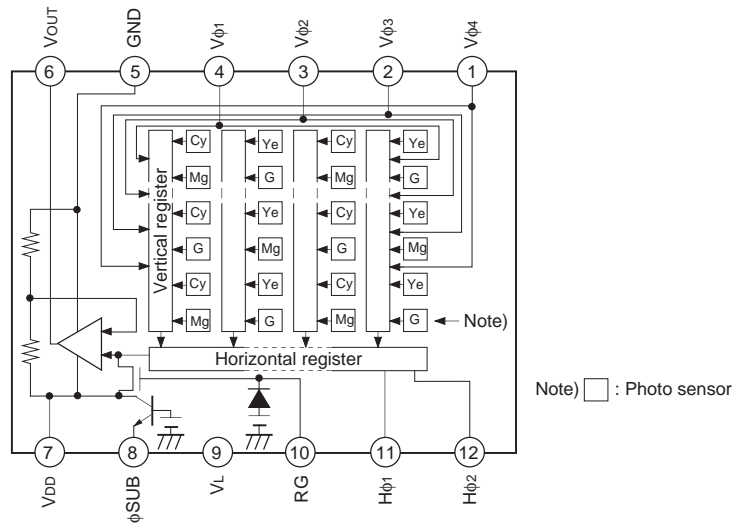 VOUT GND Vϕ1 Vϕ2 Vϕ3 Vϕ4
6 5 4 3 2 1
Vertical register
Cy Ye Cy Ye
Mg G Mg G
Cy Ye Cy Ye
G Mg G Mg
Cy Ye Cy Ye
Mg G Mg G Note)
Horizontal register
Note) : Photo sensor
7 8 9 10 11 12
VDD ϕSUB VL RG Hϕ1 Hϕ2